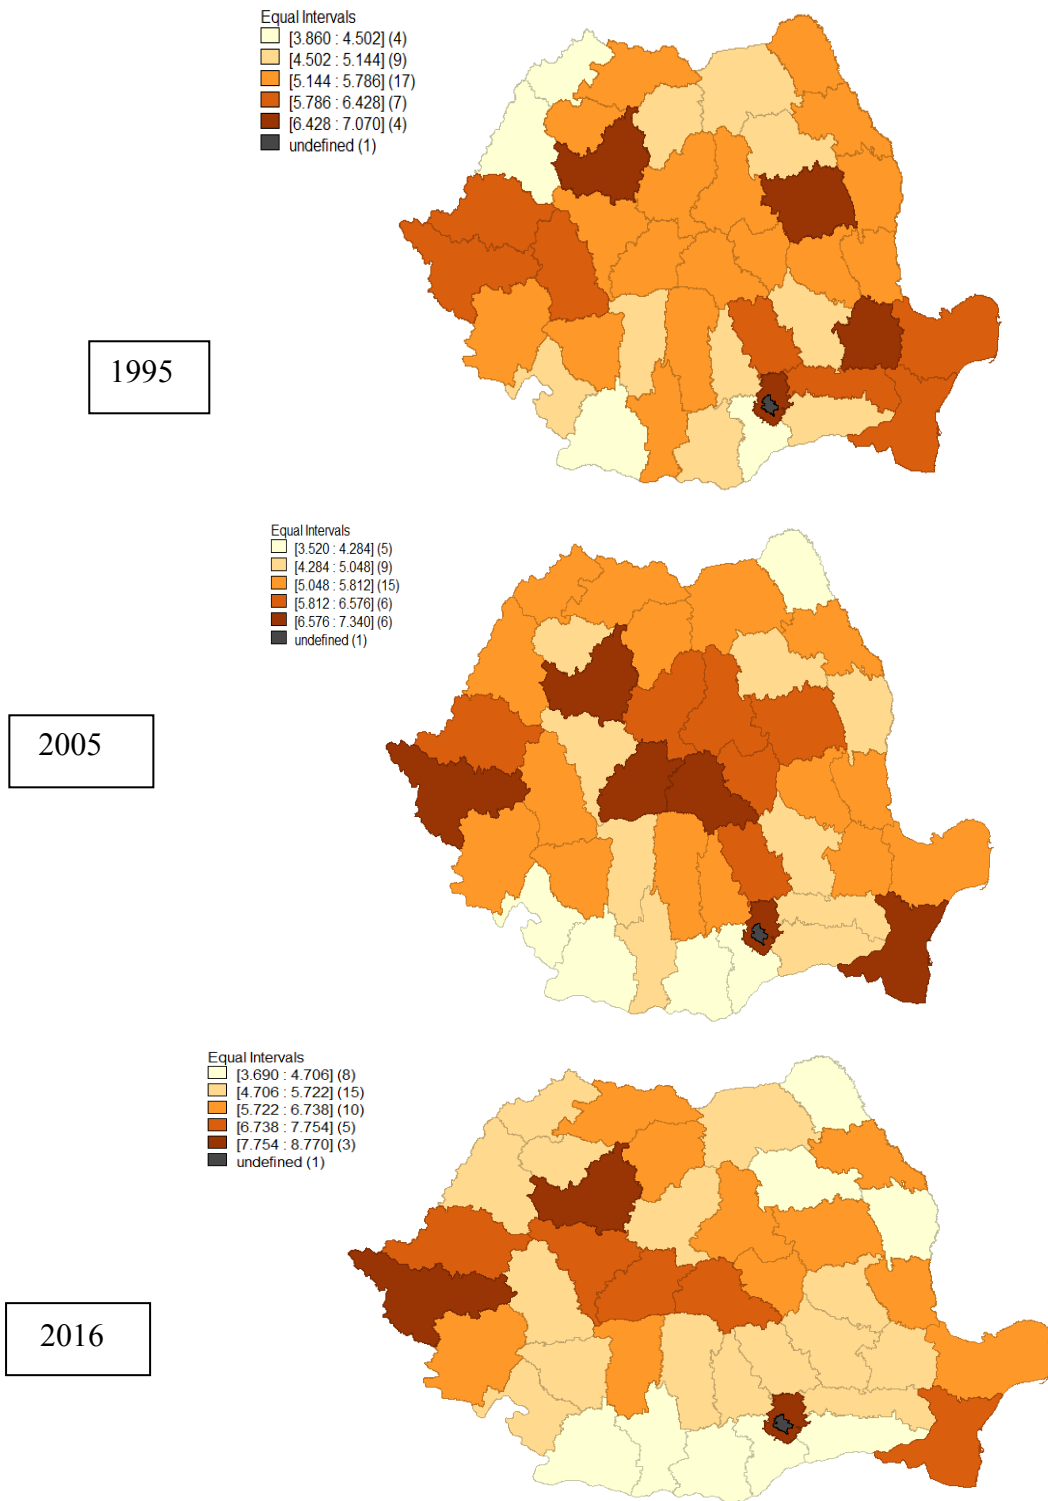 Equal Intervals
[3.860 : 4.502] (4)
[4.502 : 5.144] (9)
[5.144 : 5.786] (17)
[5.786 : 6.428] (7)
[6.428 : 7.070] (4)
undefined (1)
1995
Equal Intervals
[3.520 : 4.284] (5)
[4.284 : 5.048] (9)
[5.048 : 5.812] (15)
[5.812 : 6.576] (6)
[6.576 : 7.340] (6)
undefined (1)
2005
Equal Intervals
[3.690 : 4.706] (8)
[4.706 : 5.722] (15)
[5.722 : 6.738] (10)
[6.738 : 7.754] (5)
[7.754 : 8.770] (3)
undefined (1)
2016